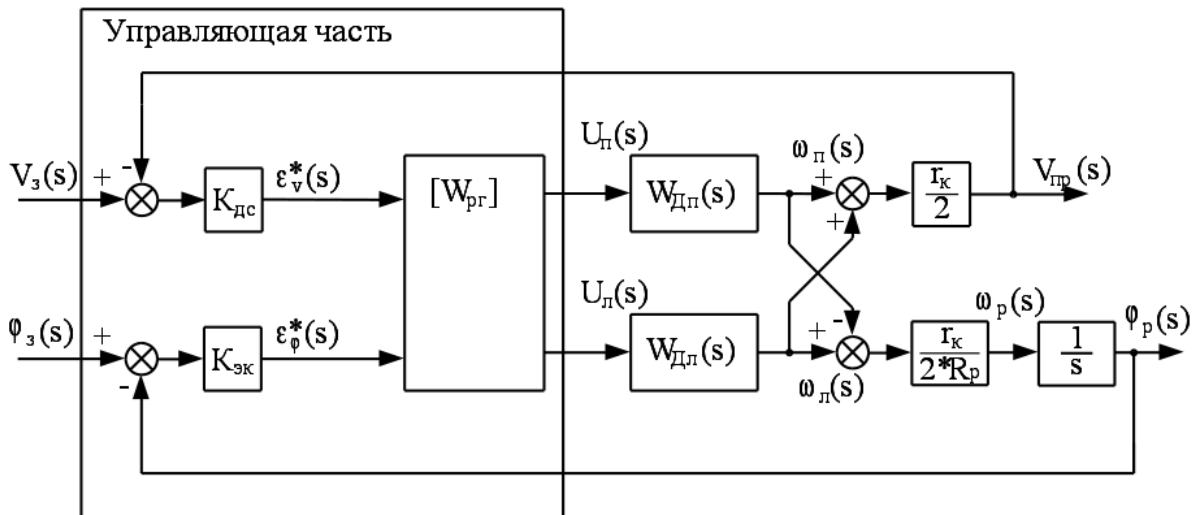 Управляющая часть
V_з(s)
+
-
K_дс
ε*_v(s)
[W_рг]
U_п(s)
W_Дп(s)
ω_п(s)
+
+
r_к
2
V_пр(s)
φ_з(s)
+
-
K_эк
ε*_φ(s)
U_л(s)
W_Дл(s)
+
-
ω_л(s)
r_к
2*R_р
ω_р(s)
1
s
φ_р(s)